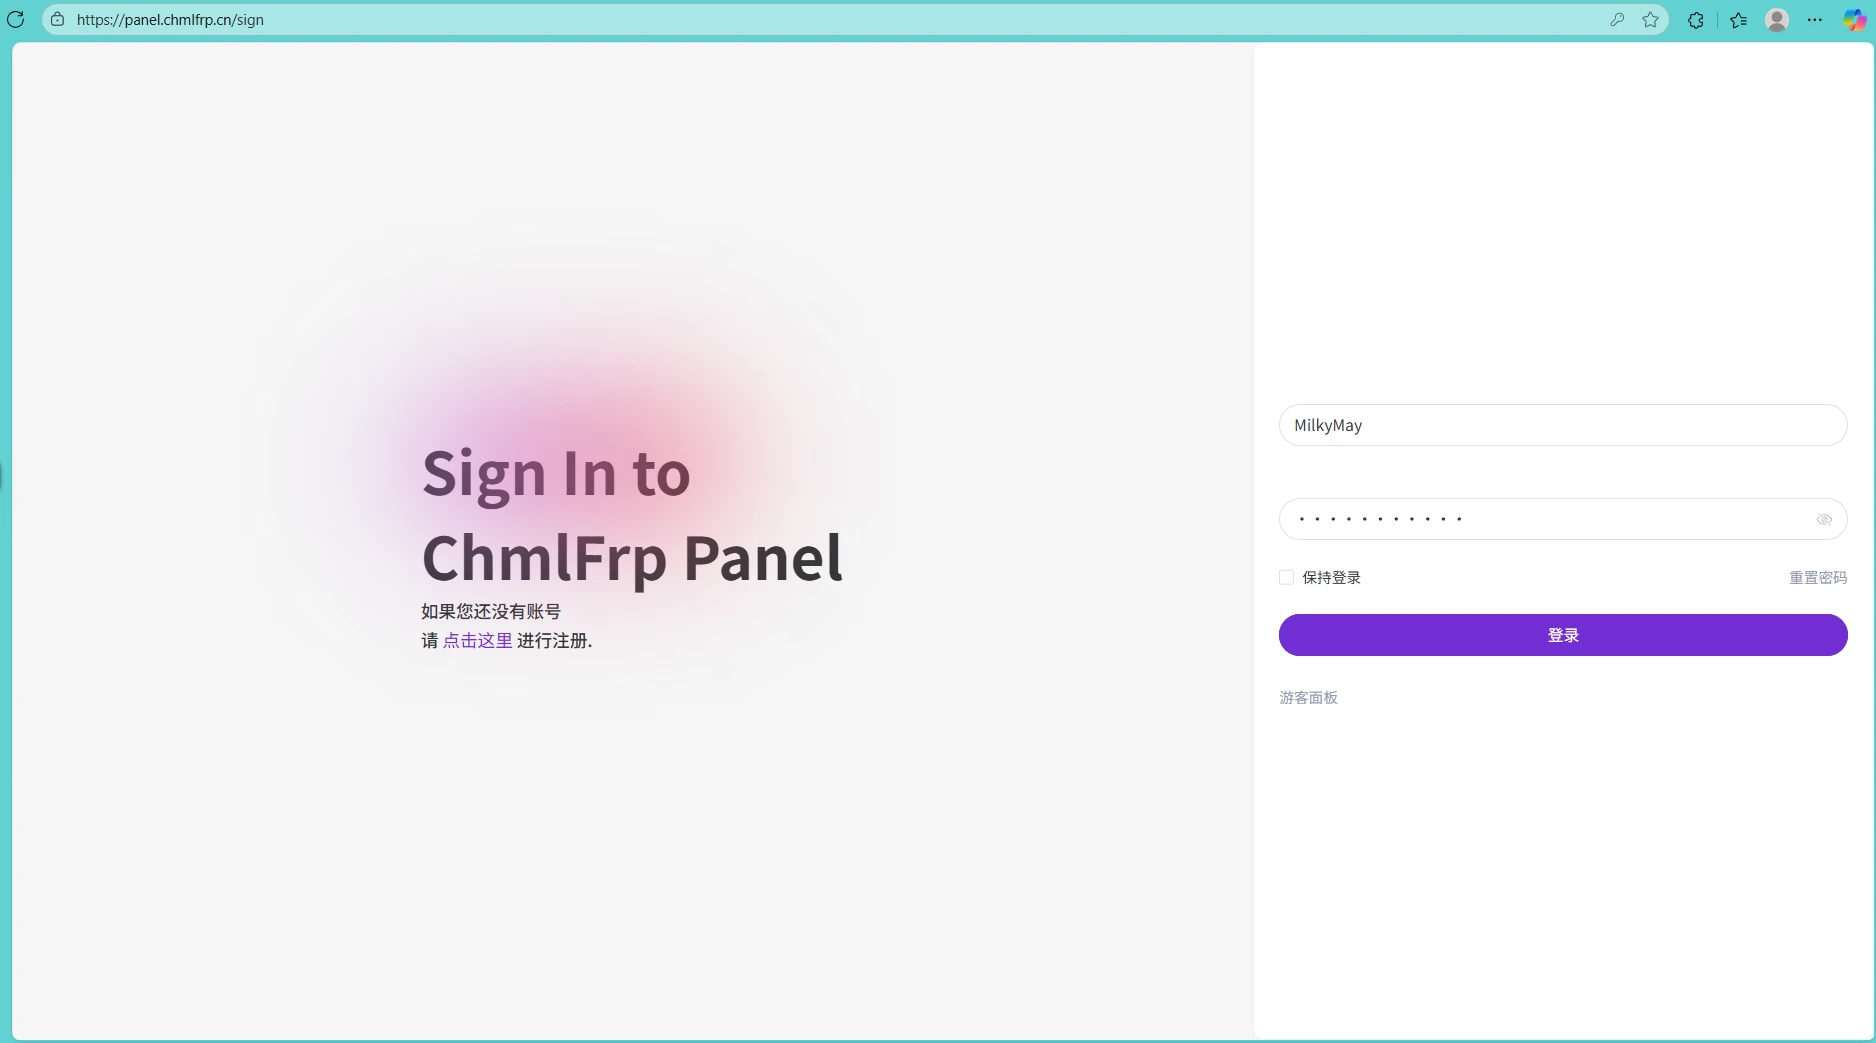 https://panel.chmlfrp.cn/sign
Sign In to
ChmlFrp Panel
如果您还没有账号
请 点击这里 进行注册.
MilkyMay
···········
保持登录
重置密码
登录
游客面板